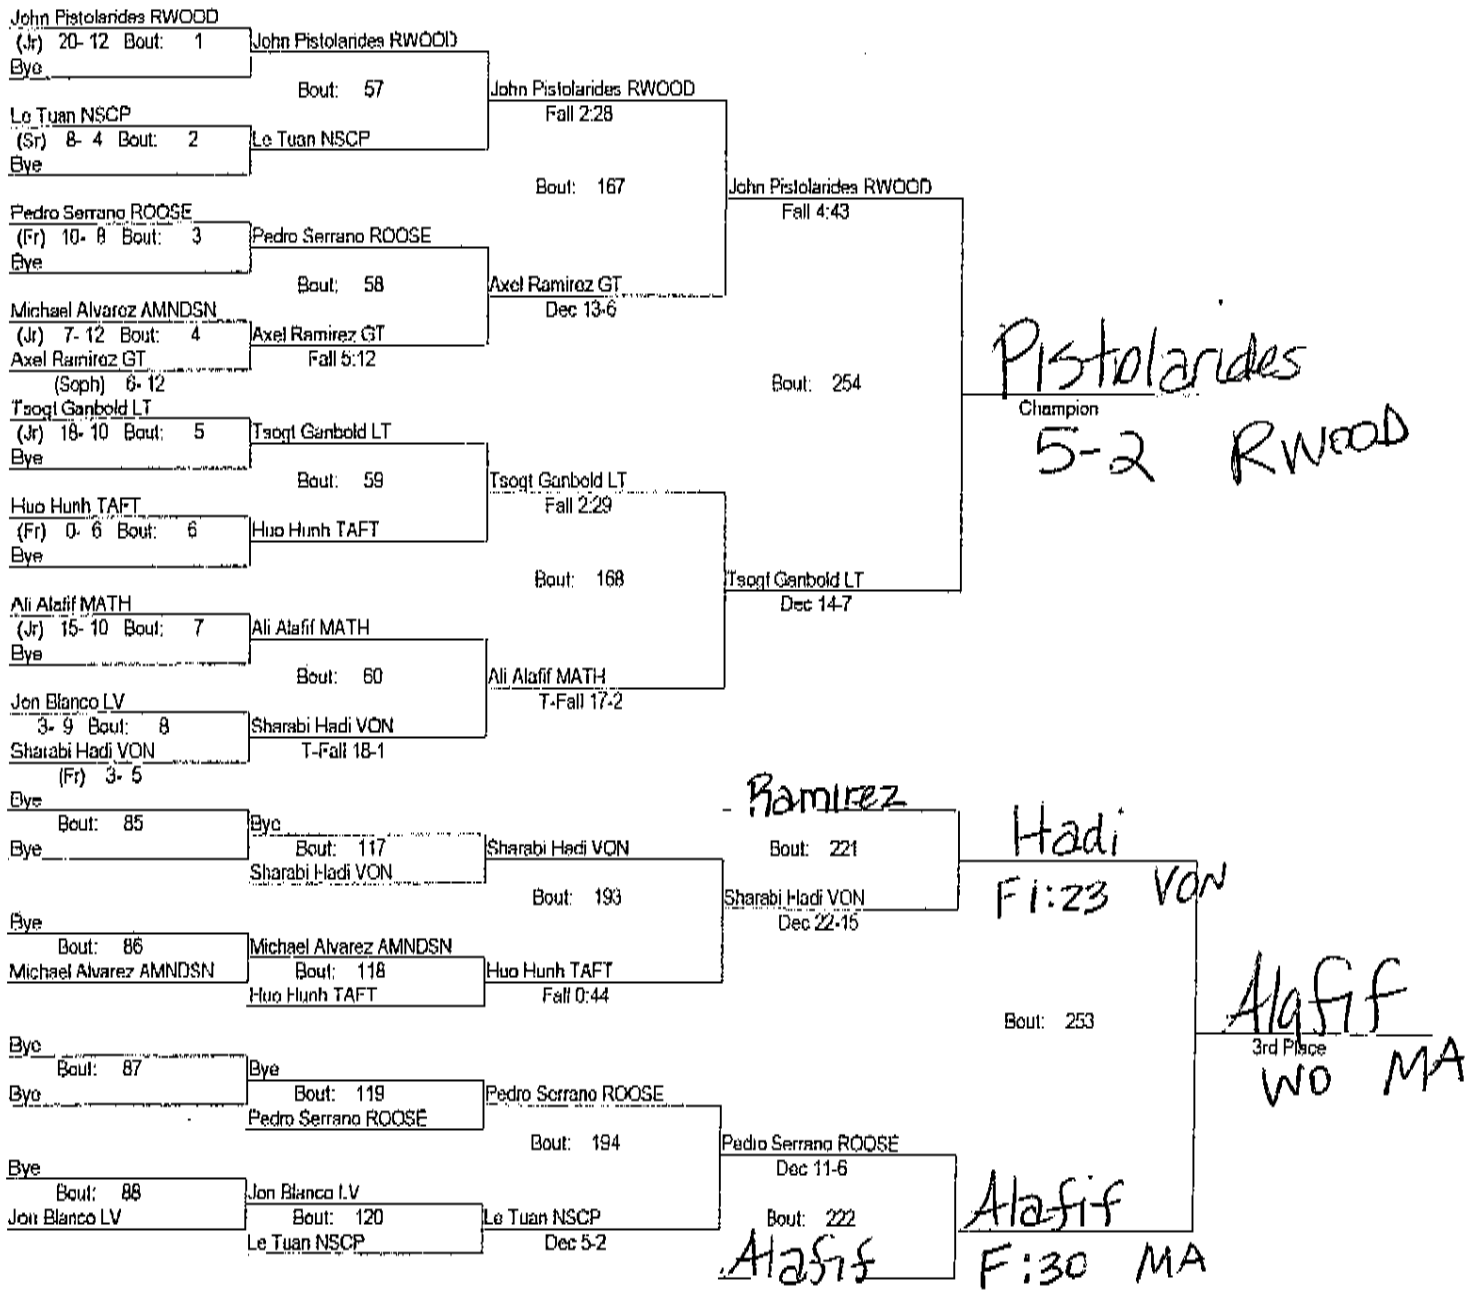 John Pistolarides RWOOD
(Jr) 20- 12 Bout: 1
Bye
John Pistolarides RWOOD
Bout: 57
Le Tuan NSCP
(Sr) 8- 4 Bout: 2
Bye
Le Tuan NSCP
John Pistolarides RWOOD
Fall 2:28
Bout: 167
Pedro Serrano ROOSE
(Fr) 10- 8 Bout: 3
Bye
Pedro Serrano ROOSE
Bout: 58
Michael Alvarez AMNDSN
(Jr) 7- 12 Bout: 4
Axel Ramirez GT
(Soph) 6- 12
Axel Ramirez GT
Fall 5:12
Axel Ramirez GT
Dec 13-6
John Pistolarides RWOOD
Fall 4:43
Bout: 254
Tsogt Ganbold LT
(Jr) 18- 10 Bout: 5
Bye
Tsogt Ganbold LT
Bout: 59
Huo Hunh TAFT
(Fr) 0- 6 Bout: 6
Bye
Huo Hunh TAFT
Tsogt Ganbold LT
Fall 2:29
Bout: 168
Ali Alafif MATH
(Jr) 15- 10 Bout: 7
Bye
Ali Alafif MATH
Bout: 60
Jon Blanco LV
3- 9 Bout: 8
Sharabi Hadi VON
(Fr) 3- 5
Sharabi Hadi VON
T-Fall 18-1
Ali Alafif MATH
T-Fall 17-2
Tsogt Ganbold LT
Dec 14-7
Pistolarides
Champion
5-2 RWOOD
Bye
Bout: 85
Bye
Bye
Bout: 117
Sharabi Hadi VON
Sharabi Hadi VON
Bout: 193
Bye
Bout: 86
Michael Alvarez AMNDSN
Michael Alvarez AMNDSN
Bout: 118
Huo Hunh TAFT
Huo Hunh TAFT
Fall 0:44
Ramirez
Bout: 221
Sharabi Hadi VON
Dec 22-15
Hadi
F1:23 VON
Bout: 253
Bye
Bout: 87
Bye
Bye
Bout: 119
Pedro Serrano ROOSE
Pedro Serrano ROOSE
Bout: 194
Bye
Bout: 88
Jon Blanco LV
Jon Blanco LV
Bout: 120
Le Tuan NSCP
Le Tuan NSCP
Dec 5-2
Pedro Serrano ROOSE
Dec 11-6
Bout: 222
Alafif
Alafif
F:30 MA
Alafif
3rd Place
WO MA